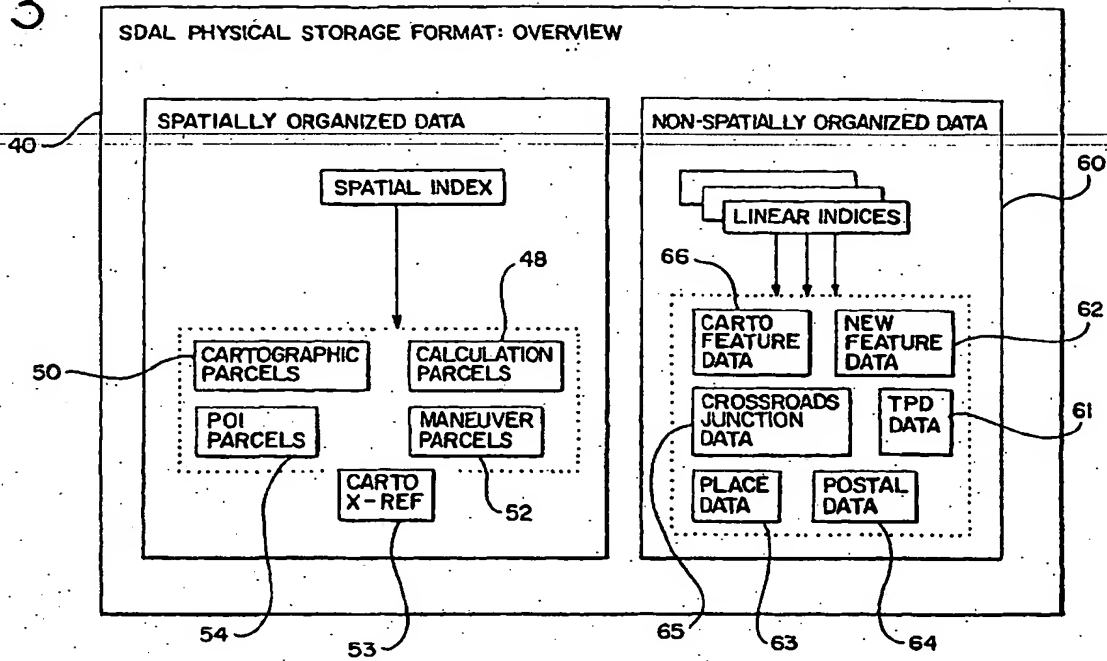 SDAL PHYSICAL STORAGE FORMAT: OVERVIEW
SPATIALLY ORGANIZED DATA
SPATIAL INDEX
CARTOGRAPHIC
PARCELS
CALCULATION
PARCELS
POI
PARCELS
MANEUVER
PARCELS
CARTO
X-REF
NON-SPATIALLY ORGANIZED DATA
LINEAR INDICES
CARTO
FEATURE
DATA
NEW
FEATURE
DATA
CROSSROADS
JUNCTION
DATA
TPD
DATA
PLACE
DATA
POSTAL
DATA
40
60
48
66
62
50
61
52
54
53
65
63
64